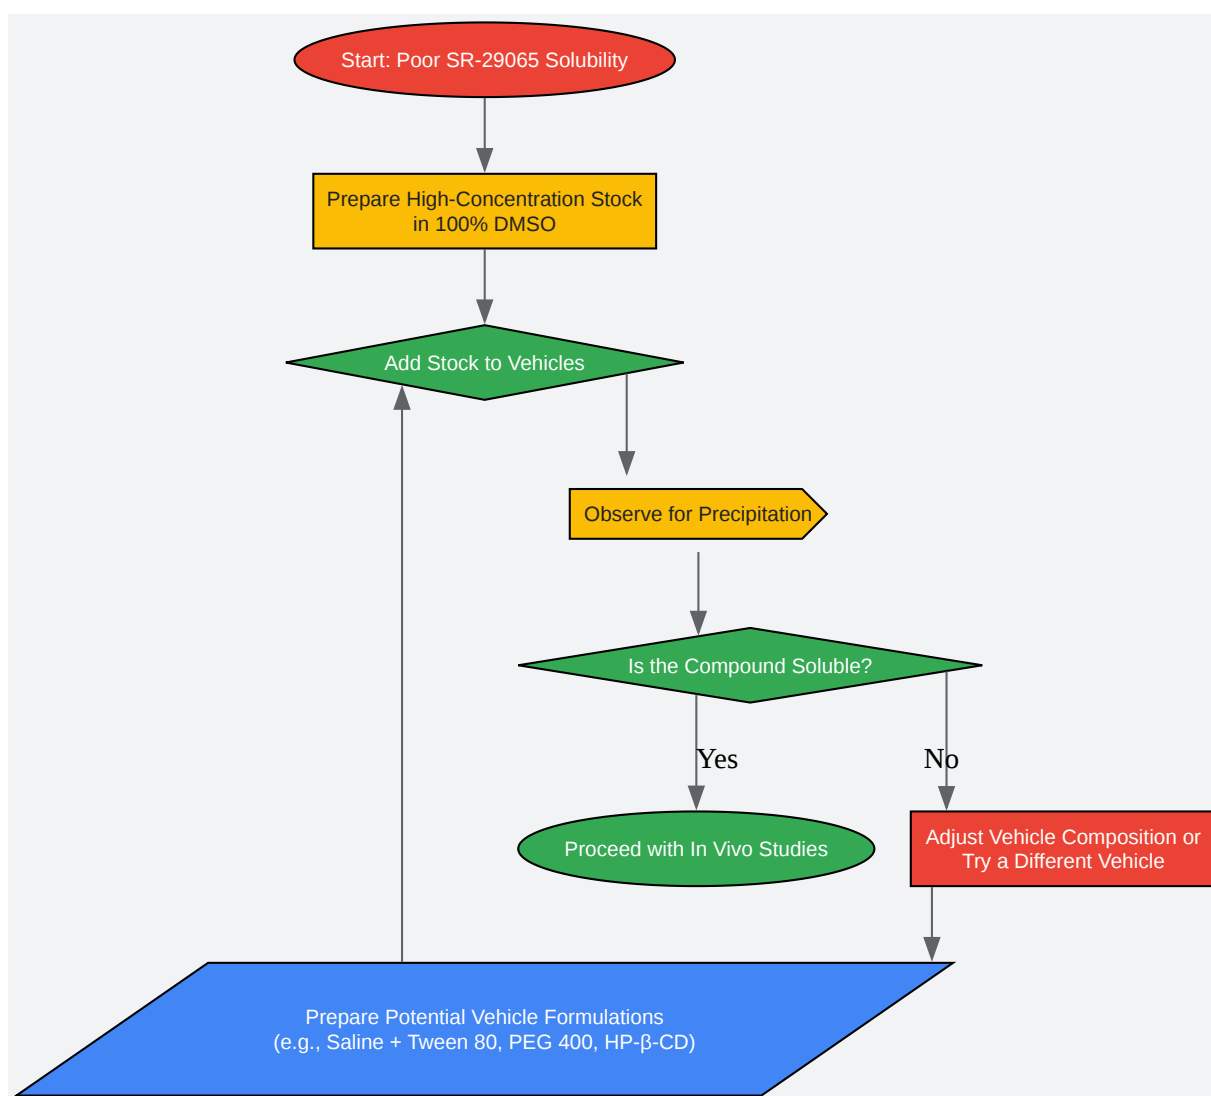 Start: Poor SR-29065 Solubility
Prepare High-Concentration Stock
in 100% DMSO
Add Stock to Vehicles
Observe for Precipitation
Is the Compound Soluble?
Yes
No
Proceed with In Vivo Studies
Adjust Vehicle Composition or
Try a Different Vehicle
Prepare Potential Vehicle Formulations
(e.g., Saline + Tween 80, PEG 400, HP-β-CD)